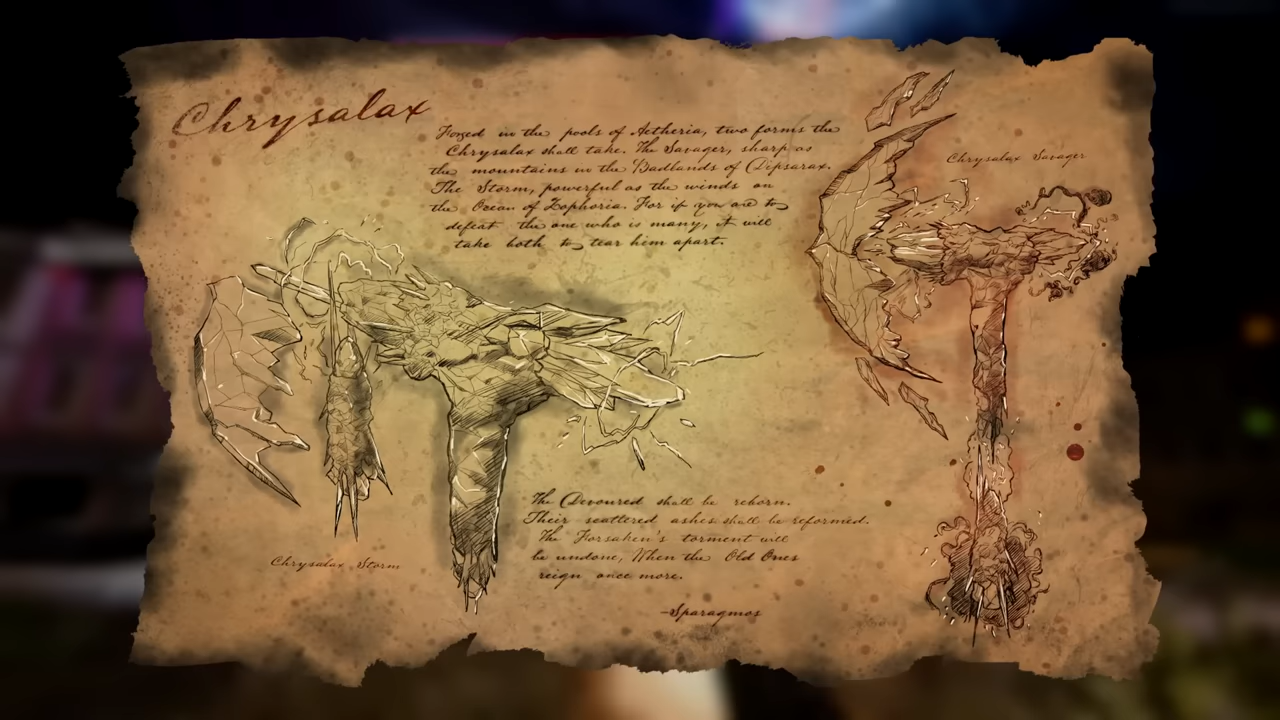 Chrysalax
Forged in the pools of Aetheria, two forms the
Chrysalax shall take. The Savager, sharp as
the mountains in the Badlands of Dipsarax.
The Storm, powerful as the winds on
the Ocean of Zophoria. For if you are to
defeat the one who is many, it will
take both to tear him apart.
Chrysalax Savager
The Devoured shall be reborn.
Their scattered ashes shall be reformed.
The Forsaken's torment will
be undone, When the Old Ones
reign once more.
-Sparagmos
Chrysalax Storm